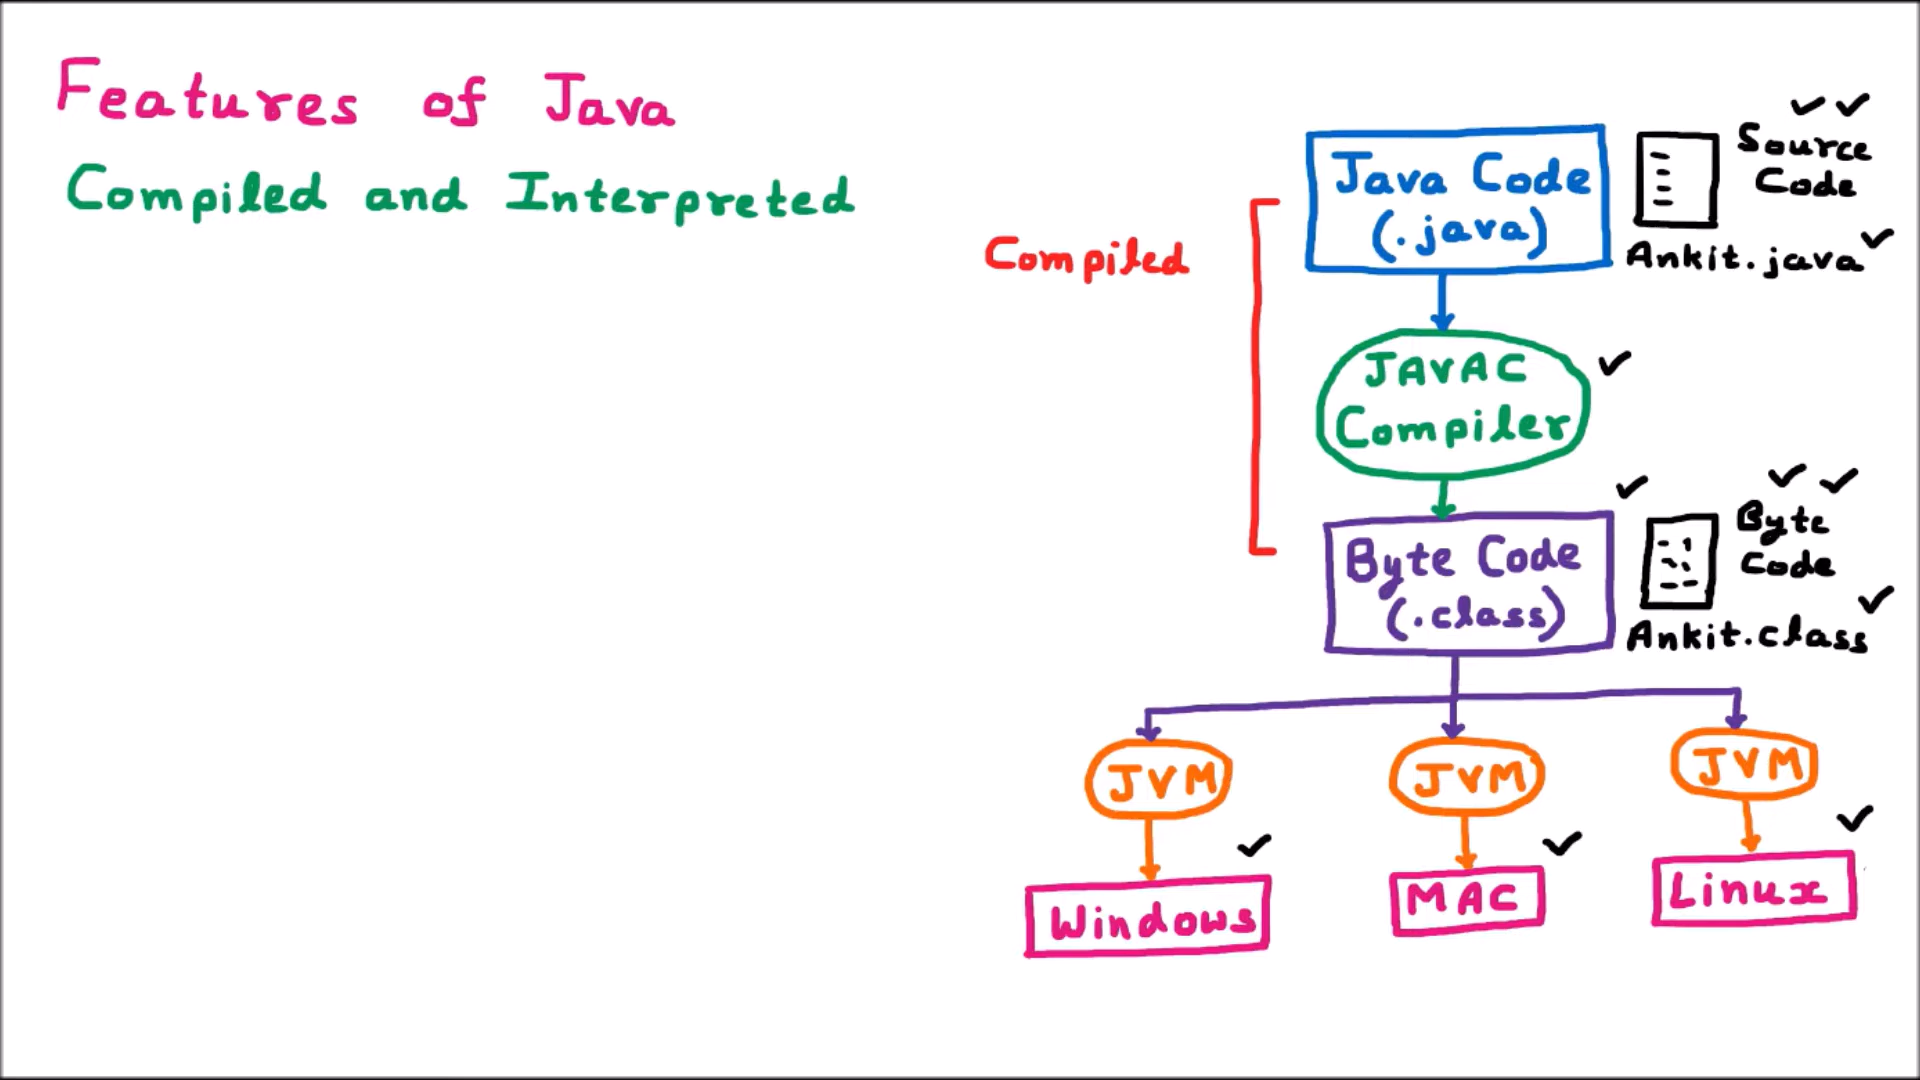 Features of Java
Compiled and Interpreted
Compiled
Java Code
(.java)
Source
Code
Ankit.java
JAVAC
Compiler
Byte Code
(.class)
Byte
Code
Ankit.class
JVM
JVM
JVM
Windows
MAC
Linux